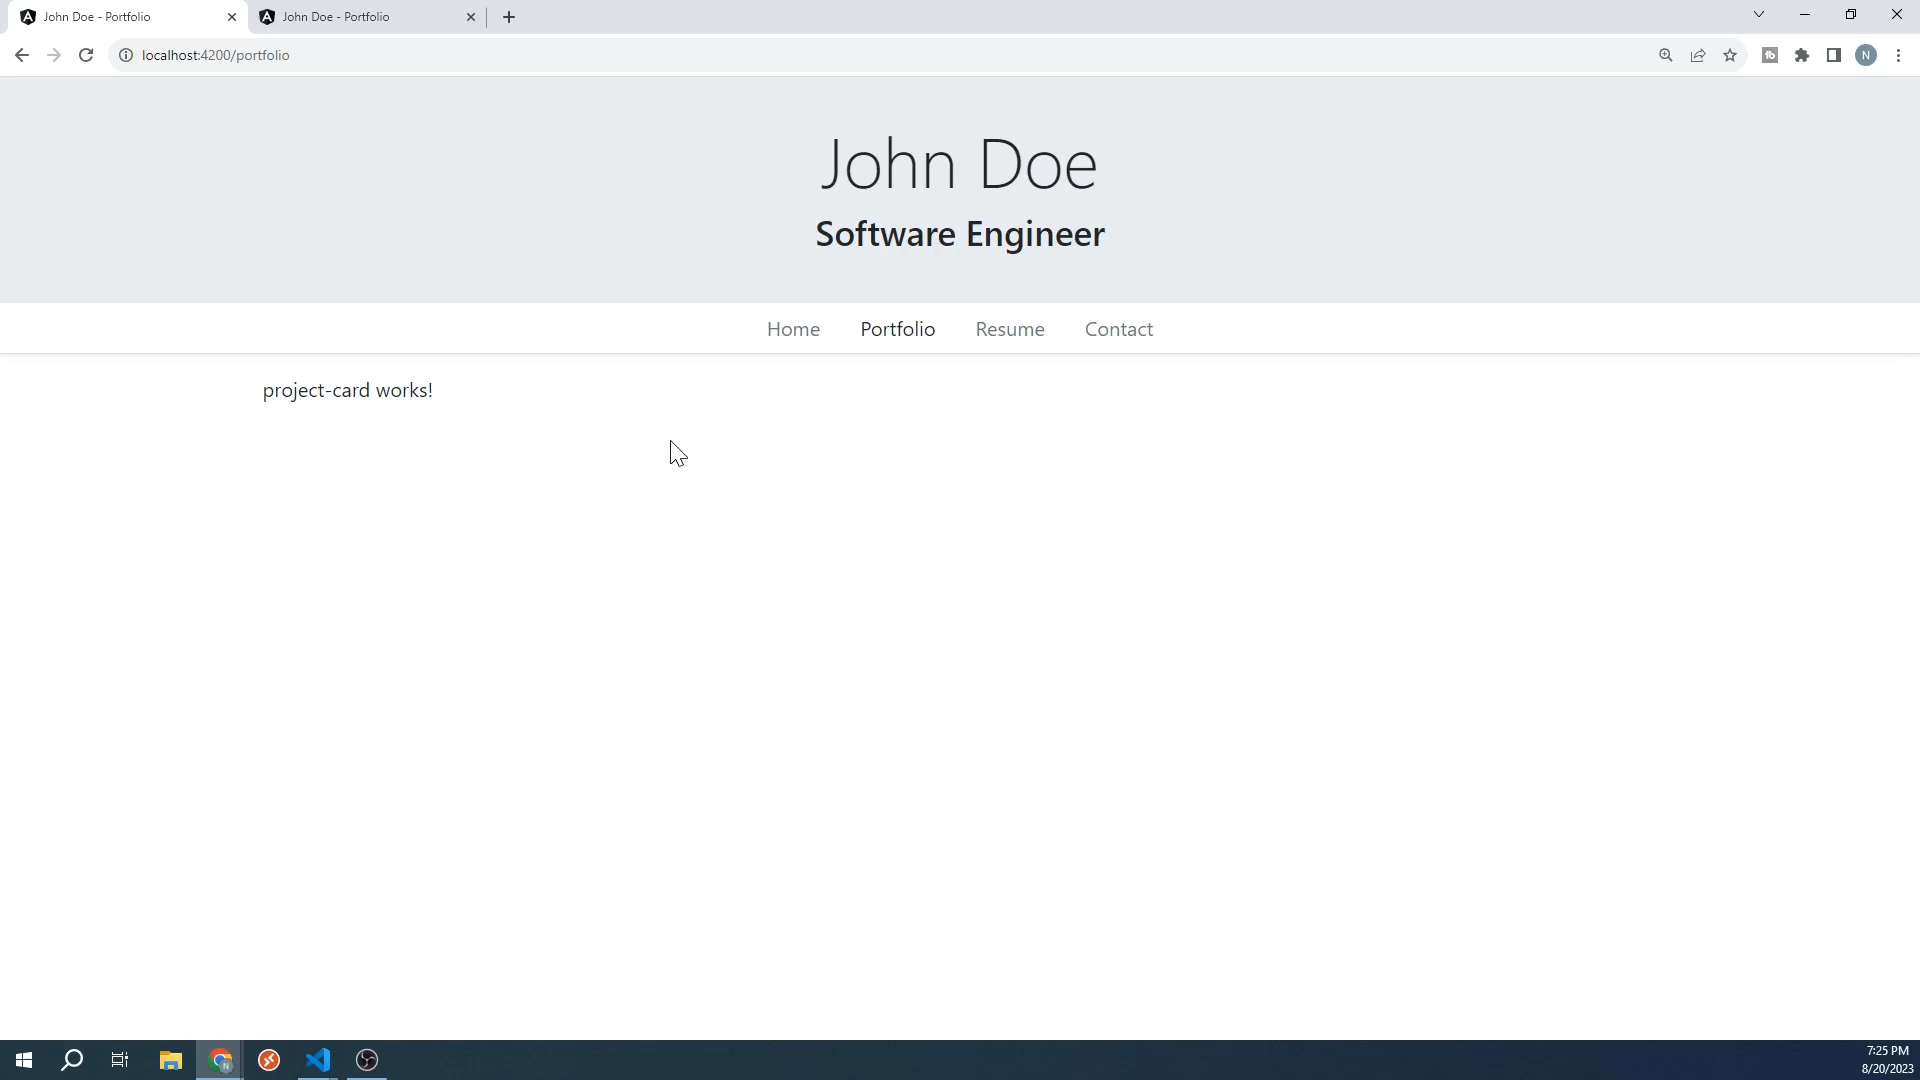 John Doe - Portfolio
John Doe - Portfolio
localhost:4200/portfolio
N
John Doe
Software Engineer
Home Portfolio Resume Contact
project-card works!
N
7:25 PM
8/20/2023